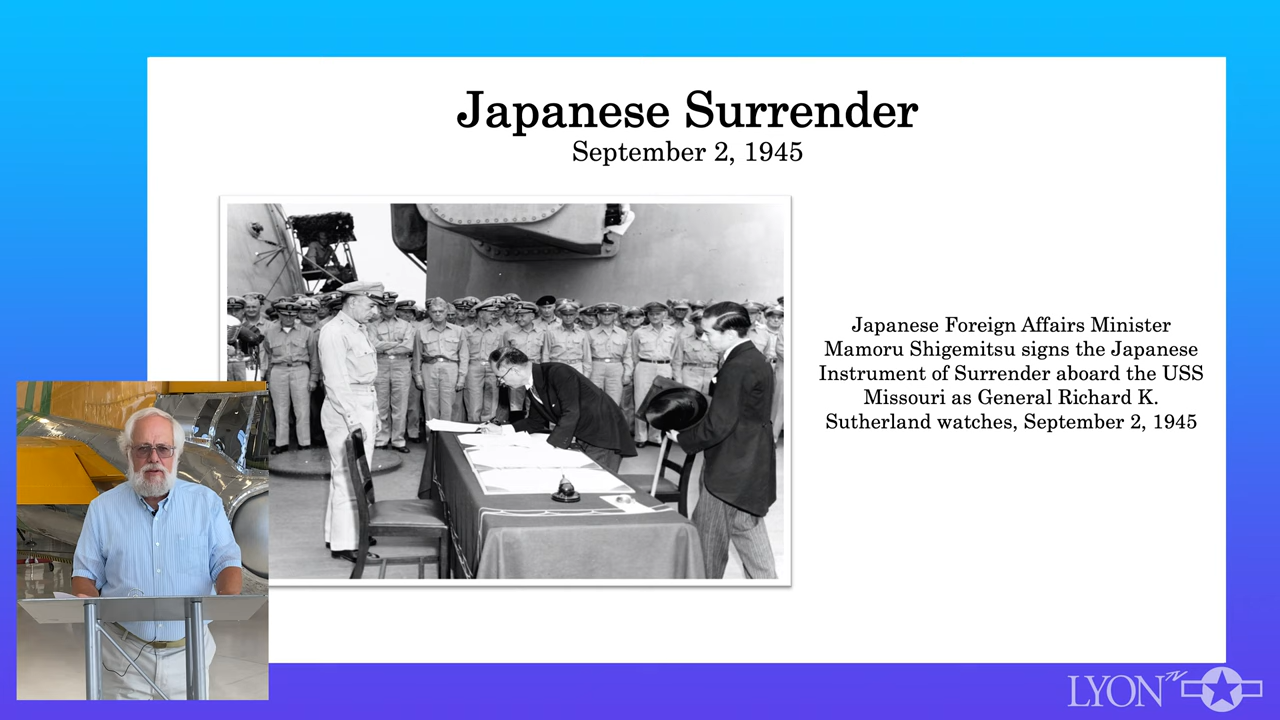 Japanese Surrender
September 2, 1945
Japanese Foreign Affairs Minister
Mamoru Shigemitsu signs the Japanese
Instrument of Surrender aboard the USS
Missouri as General Richard K.
Sutherland watches, September 2, 1945
LYON TV